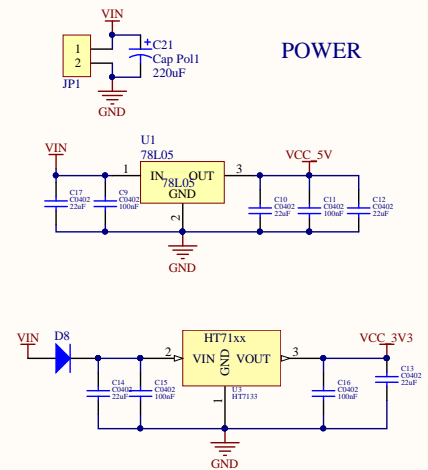 VIN
1
2
JP1
+
C21
Cap Pol1
220uF
GND
POWER
U1
78L05
VIN
1
IN
OUT
78L05
GND
3
VCC_5V
2
C17
C0402
22uF
C9
C0402
100nF
C10
C0402
22uF
C11
C0402
100nF
C12
C0402
22uF
GND
VIN
D8
2
HT71xx
VIN
GND
VOUT
3
VCC_3V3
1
U3
HT7133
C14
C0402
22uF
C15
C0402
100nF
C16
C0402
100nF
C13
C0402
22uF
GND